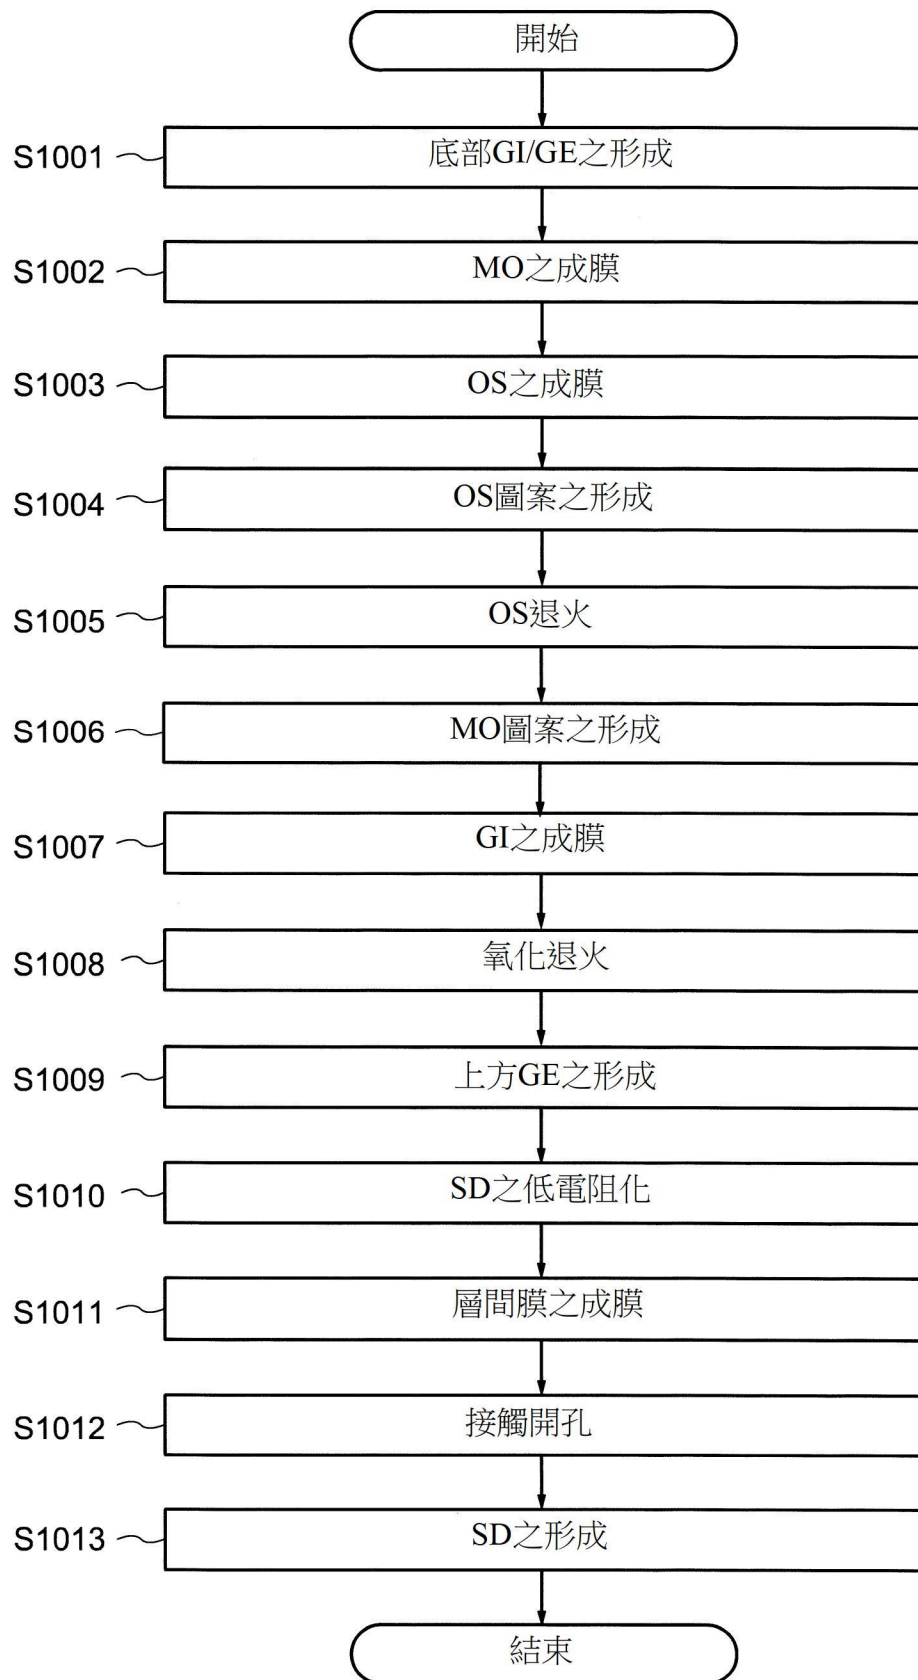 開始
S1001 底部GI/GE之形成
S1002 MO之成膜
S1003 OS之成膜
S1004 OS圖案之形成
S1005 OS退火
S1006 MO圖案之形成
S1007 GI之成膜
S1008 氧化退火
S1009 上方GE之形成
S1010 SD之低電阻化
S1011 層間膜之成膜
S1012 接觸開孔
S1013 SD之形成
結束